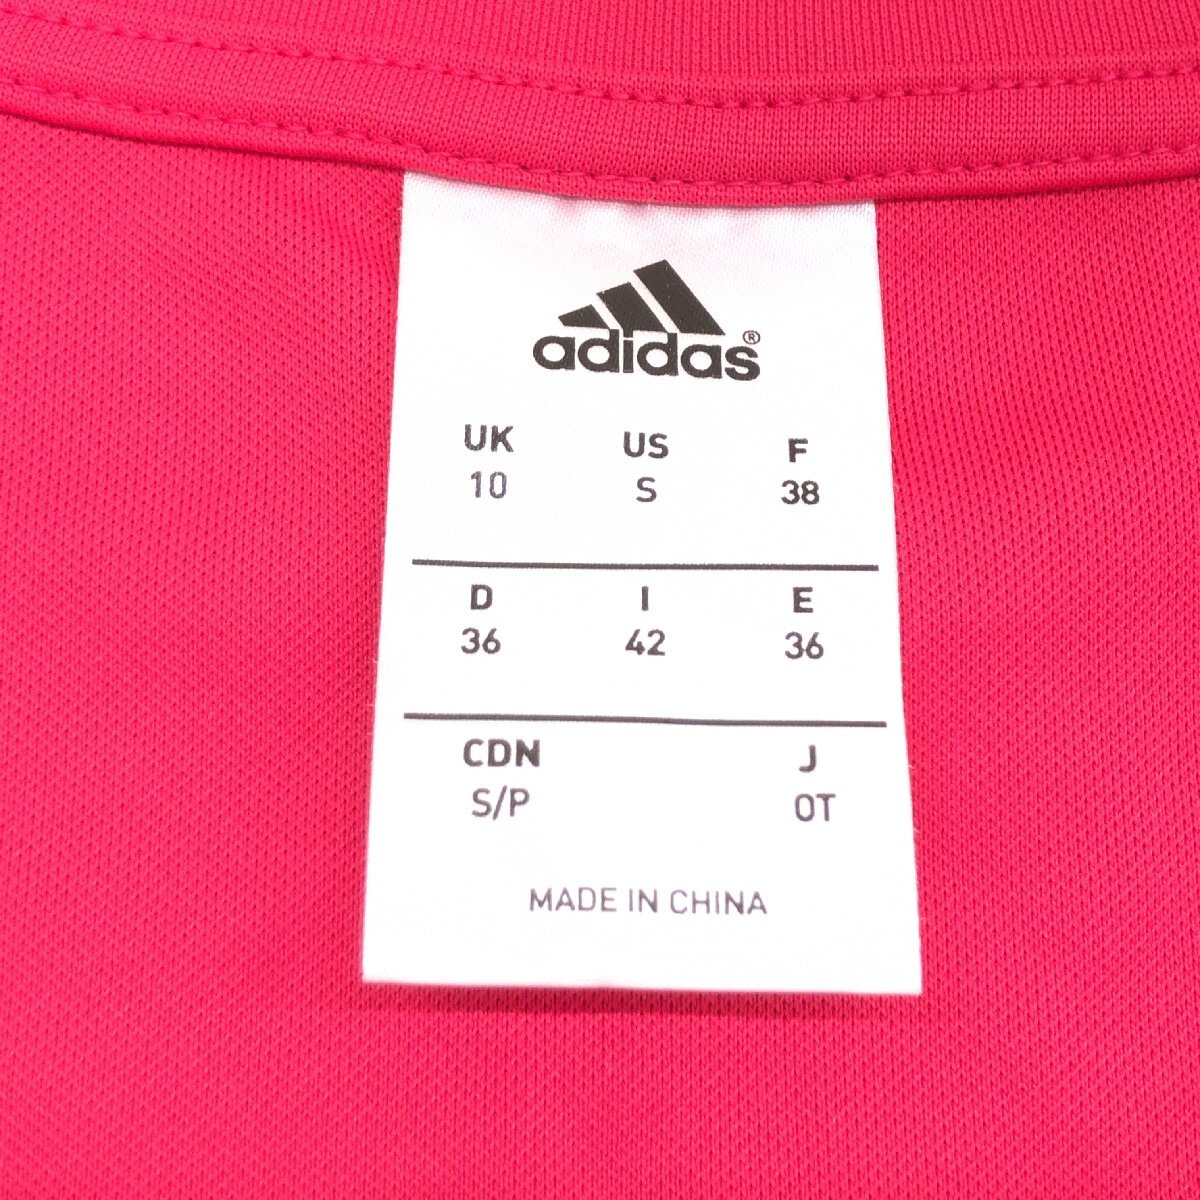 adidas®
UK US F
10 S 38
D I E
36 42 36
CDN J
S/P OT
MADE IN CHINA